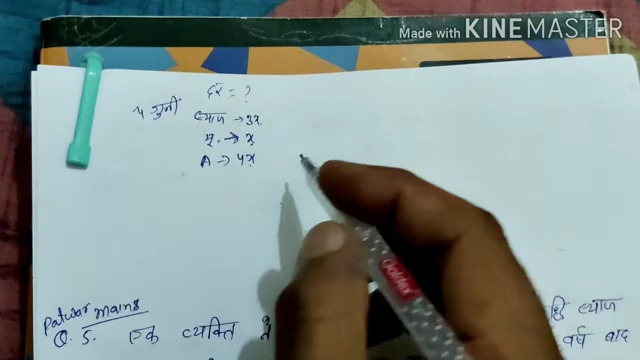 Made with KINEMASTER
दर = ?
4 गुनी
ब्याज → 3x
मू. → x
A → 4x
Patwar mains
Q. 5. एक व्यक्ति ने
ब्याज
वर्ष बाद